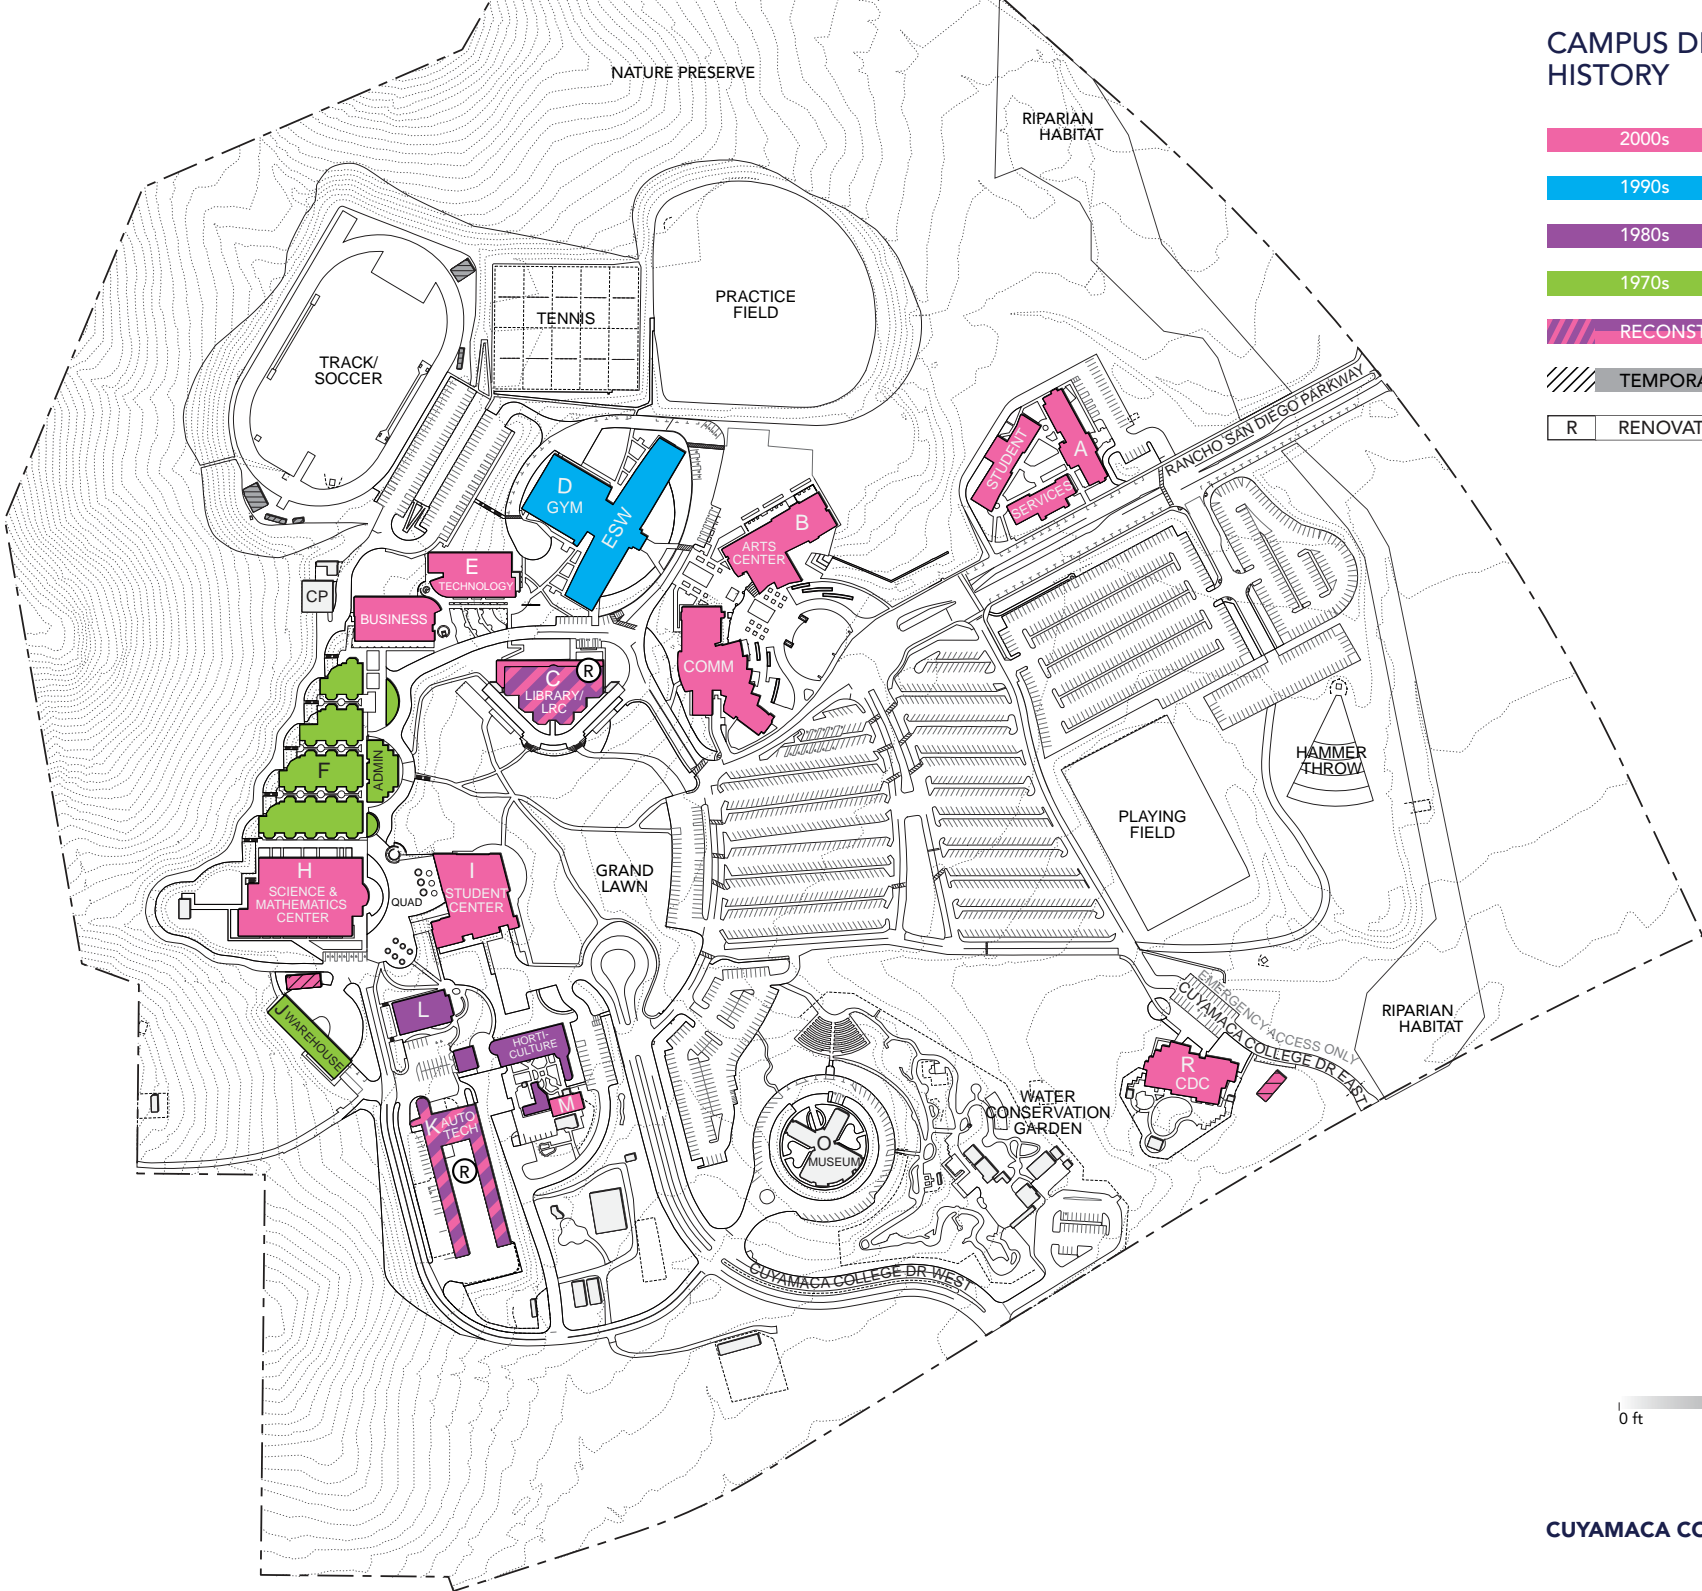 CAMPUS DE
HISTORY
2000s
1990s
1980s
1970s
RECONST
TEMPORA
R RENOVAT
NATURE PRESERVE
RIPARIAN
HABITAT
PRACTICE
FIELD
TENNIS
TRACK/
SOCCER
RANCHO SAN DIEGO PARKWAY
STUDENT
A
SERVICES
D
GYM
ESW
B
ARTS
CENTER
E
TECHNOLOGY
CP
BUSINESS
COMM
C
R
LIBRARY/
LRC
F
ADMIN
HAMMER
THROW
PLAYING
FIELD
GRAND
LAWN
H
SCIENCE &
MATHEMATICS
CENTER
I
STUDENT
CENTER
QUAD
J WAREHOUSE
L
HORTI-
CULTURE
M
K AUTO
TECH
R
EMERGENCY ACCESS ONLY
CUYAMACA COLLEGE DR EAST
RIPARIAN
HABITAT
R
CDC
WATER
CONSERVATION
GARDEN
MUSEUM
CUYAMACA COLLEGE DR WEST
0 ft
CUYAMACA CO